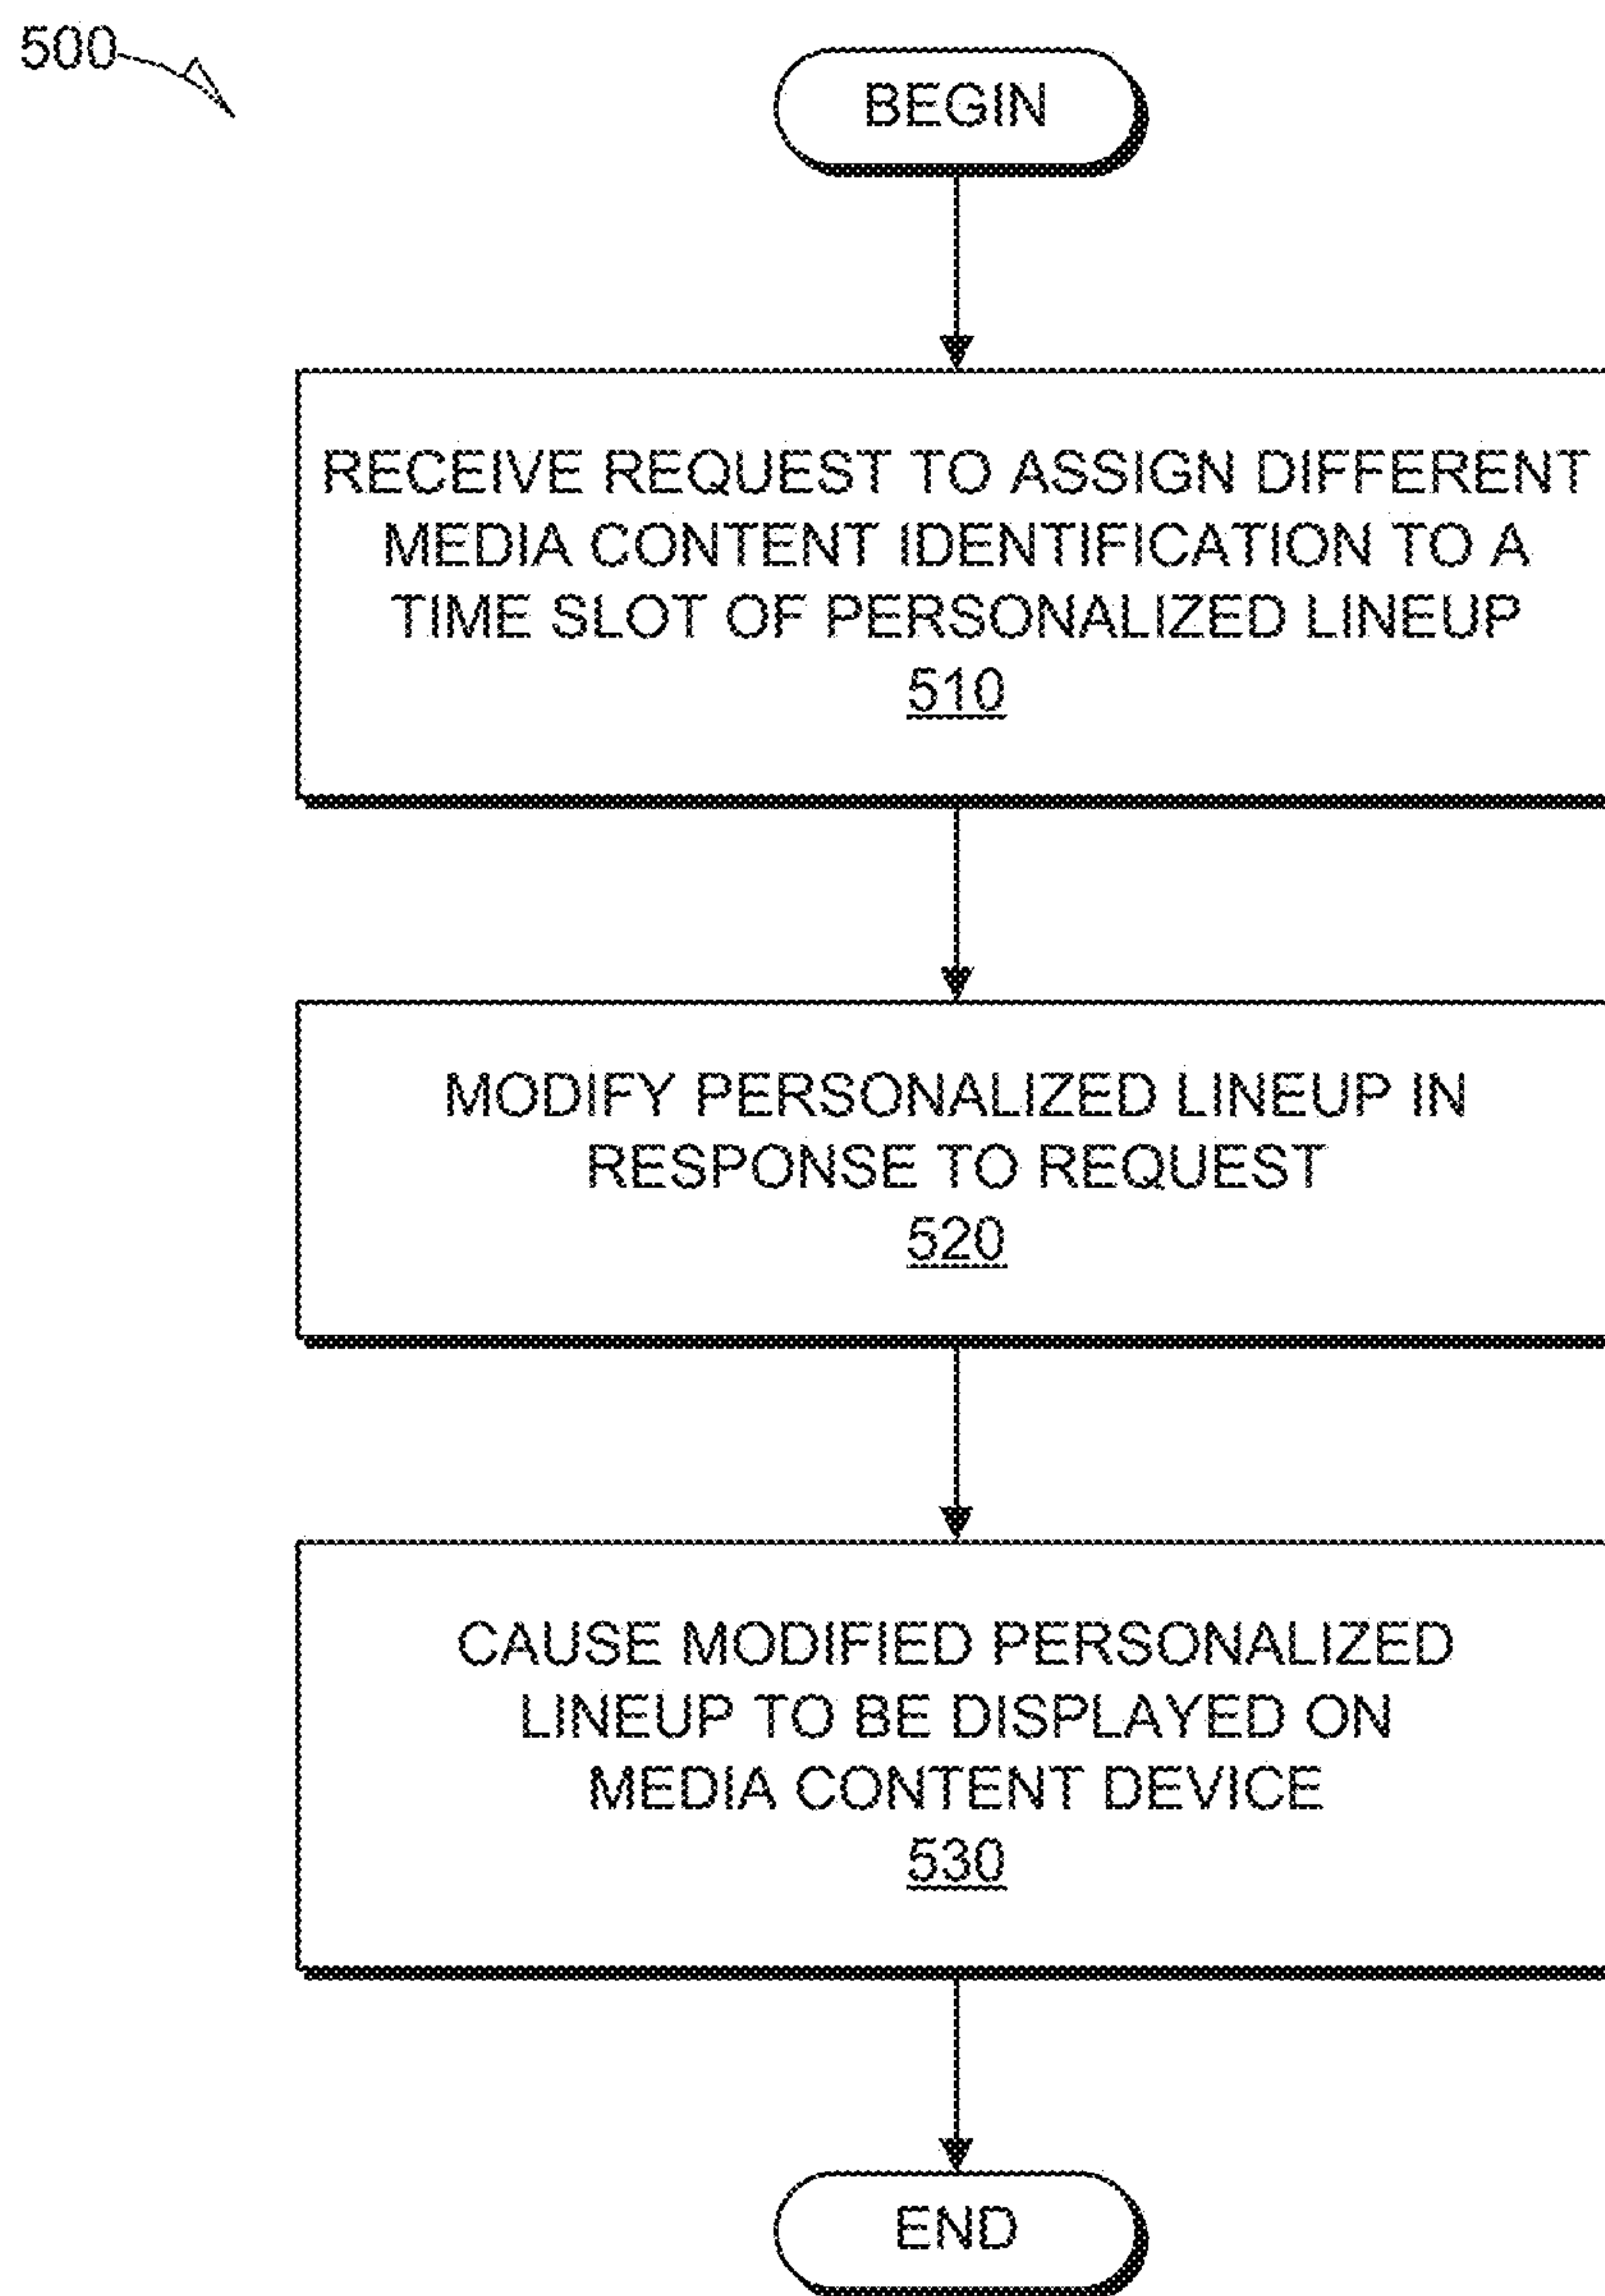 500
BEGIN
RECEIVE REQUEST TO ASSIGN DIFFERENT
MEDIA CONTENT IDENTIFICATION TO A
TIME SLOT OF PERSONALIZED LINEUP
510
MODIFY PERSONALIZED LINEUP IN
RESPONSE TO REQUEST
520
CAUSE MODIFIED PERSONALIZED
LINEUP TO BE DISPLAYED ON
MEDIA CONTENT DEVICE
530
END